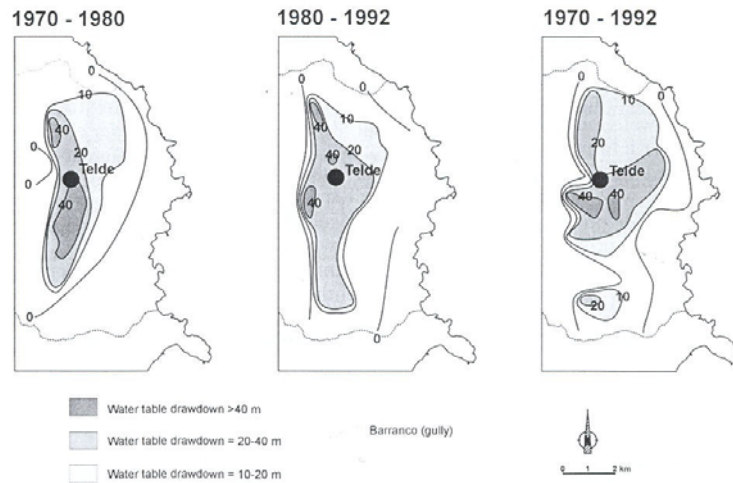 1970 - 1980
1980 - 1992
1970 - 1992
0
10
40
0
20
Telde
0
40
0
0
0
10
40
20
40
Telde
40
0
0
0
10
20
Telde
40
40
10
20
Water table drawdown >40 m
Water table drawdown = 20-40 m
Water table drawdown = 10-20 m
Barranco (gully)
N
0 1 2 km